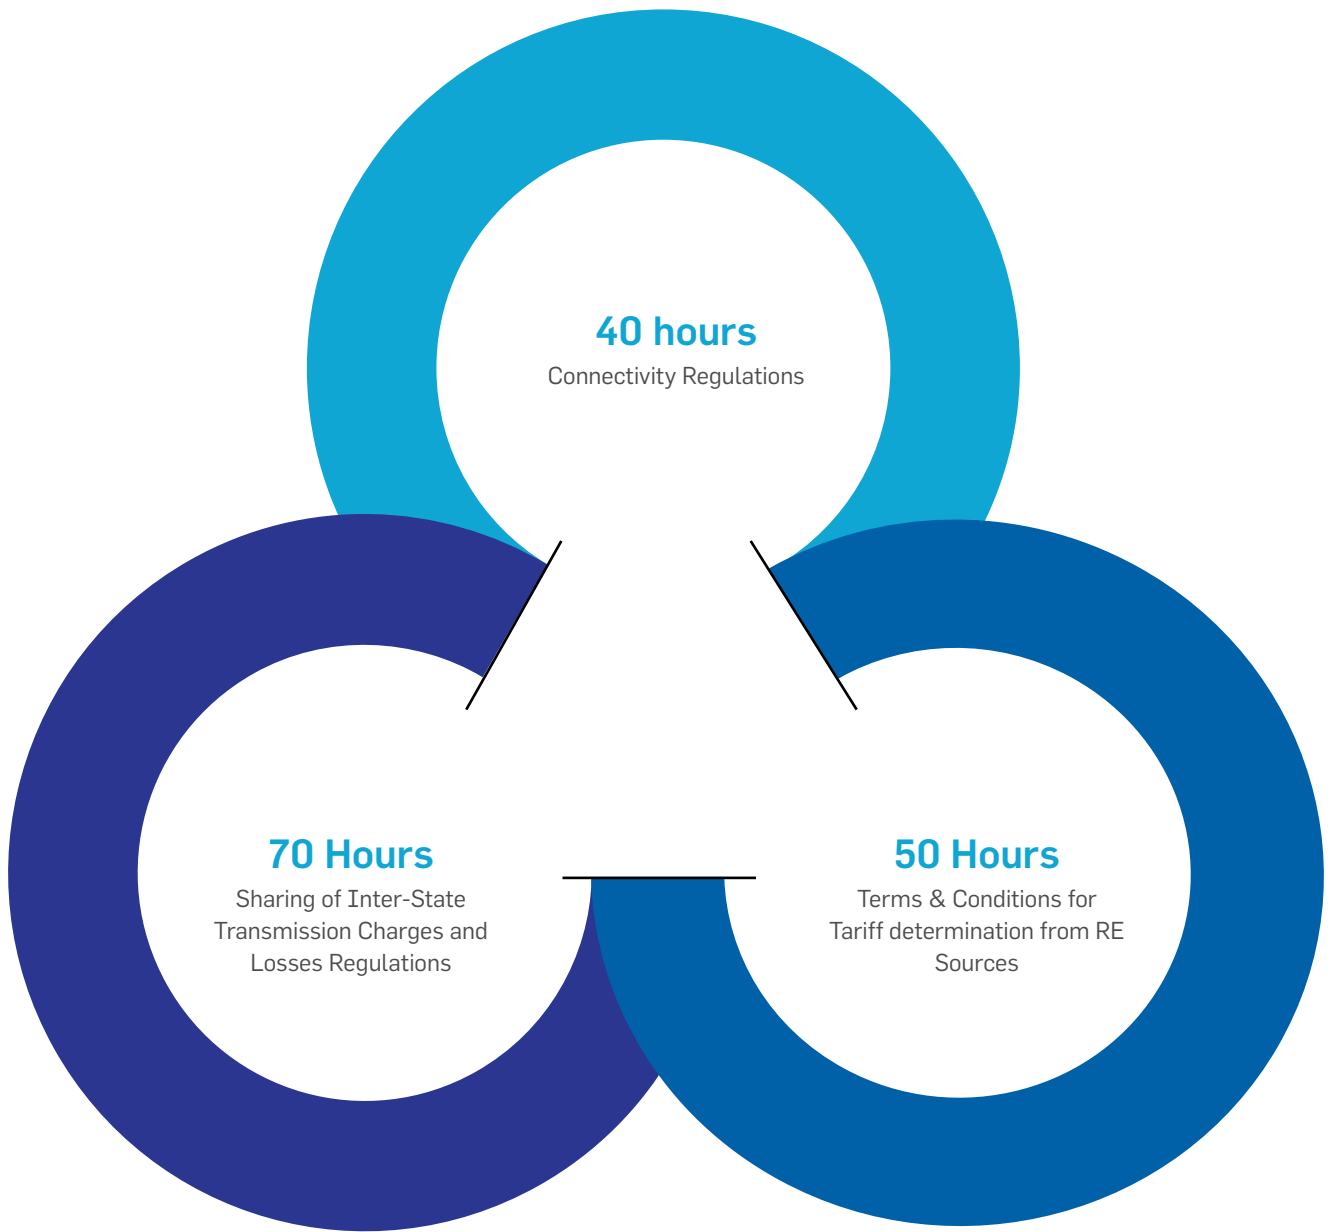 40 hours
Connectivity Regulations
70 Hours
Sharing of Inter-State
Transmission Charges and
Losses Regulations
50 Hours
Terms & Conditions for
Tariff determination from RE
Sources